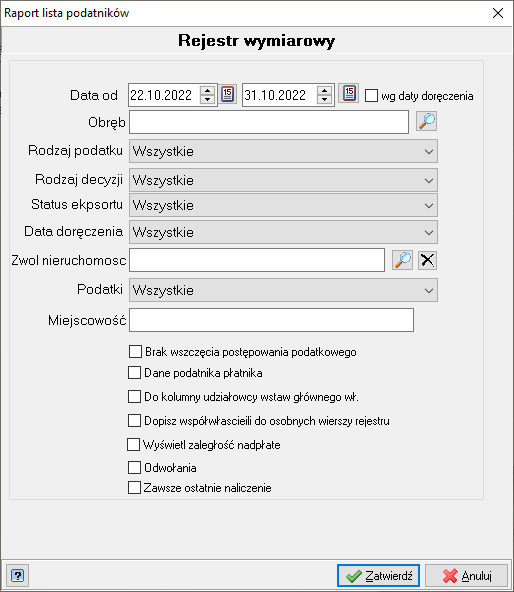 Raport lista podatników
Rejestr wymiarowy
Data od 22.10.2022 31.10.2022 wg daty doręczenia
Obręb
Rodzaj podatku Wszystkie
Rodzaj decyzji Wszystkie
Status ekpsortu Wszystkie
Data doręczenia Wszystkie
Zwol nieruchomosc
Podatki Wszystkie
Miejscowość
Brak wszczęcia postępowania podatkowego
Dane podatnika płatnika
Do kolumny udziałowcy wstaw głównego wł.
Dopisz współwłascieili do osobnych wierszy rejestru
Wyświetl zaległość nadpłate
Odwołania
Zawsze ostatnie naliczenie
Zatwierdź Anuluj